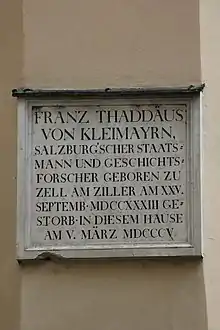 FRANZ THADDÄUS
VON KLEIMAYRN,
SALZBURG'SCHER STAATS-
MANN UND GESCHICHTS-
FORSCHER GEBOREN ZU
ZELL AM ZILLER AM XXV.
SEPTEMB·MDCCXXXIII GE-
STORB·IN DIESEM HAUSE
AM V. MÄRZ MDCCCV.